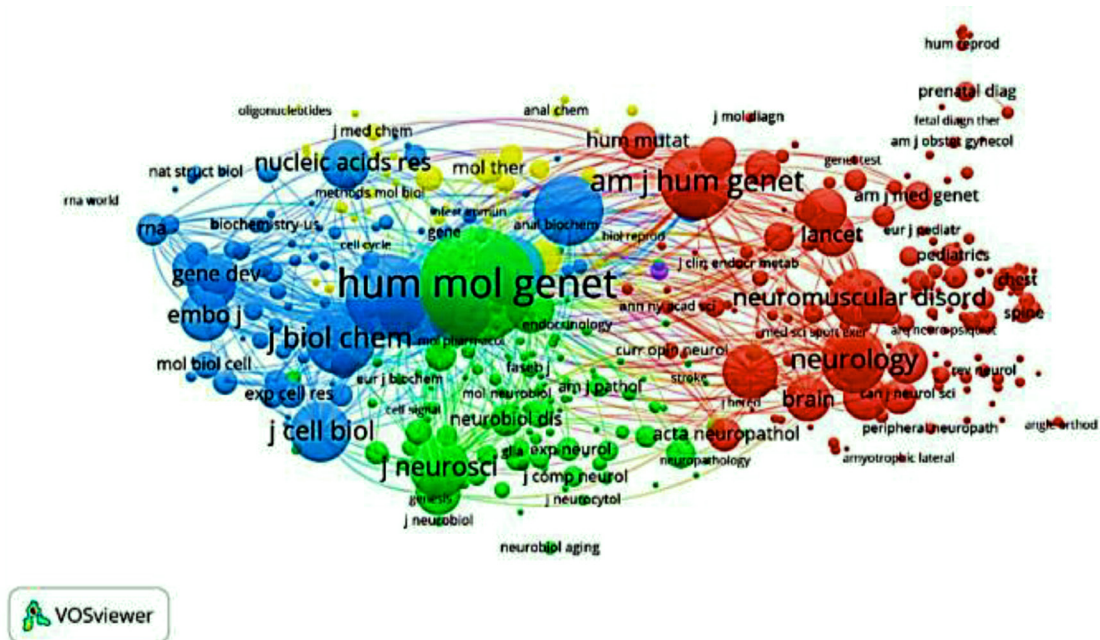 hum reprod
prenatal diag
oligonucleotides
anal chem
j mol diagn
fetal diagn ther
j med chem
hum mutat
am j obstet gynecol
nat struct biol
nucleic acids res
mol ther
genet test
am j hum genet
rna world
methods mol biol
am j med genet
rna
biochemistry-us
gene
anal biochem
biol reprod
lancet
eur j pediatr
cell cycle
pediatrics
gene dev
j clin endocr metab
chest
hum mol genet
neuromuscular disord
embo j
ann ny acad sci
spine
endocrinology
med sci sport exer
arq neuro-psiquiat
j biol chem
mol pharmacol
curr opin neurol
neurology
mol biol cell
faseb j
rev neurol
eur j biochem
stroke
exp cell res
mol neurobiol
am j pathol
can j neurol sci
j hered
brain
cell signal
neurobiol dis
j cell biol
acta neuropathol
peripheral neuropath
angle orthod
glia
exp neurol
neuropathology
amyotrophic lateral
j neurosci
j comp neurol
genesis
j neurocytol
j neurobiol
neurobiol aging
VOSviewer